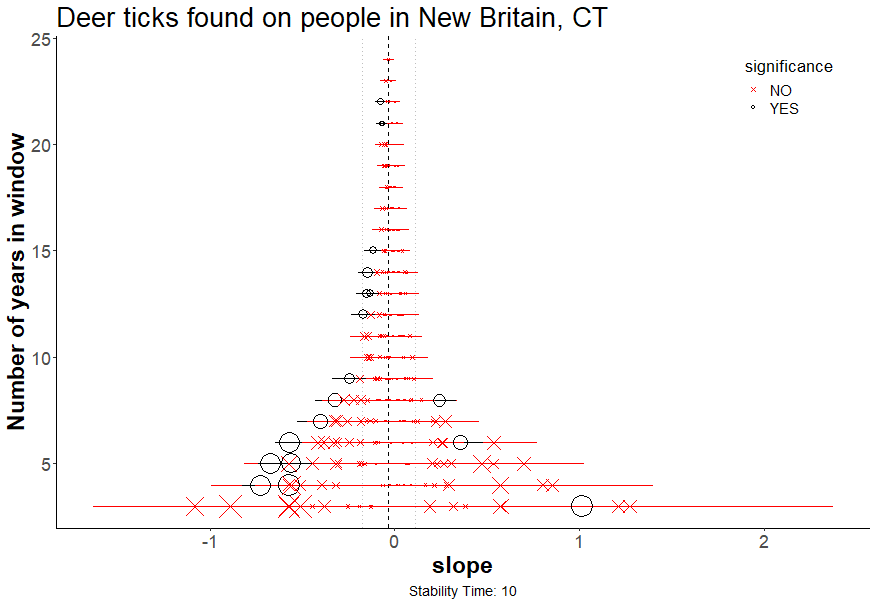 Deer ticks found on people in New Britain, CT
25
20
15
10
5
Number of years in window
significance
NO
YES
-1
0
1
2
slope
Stability Time: 10